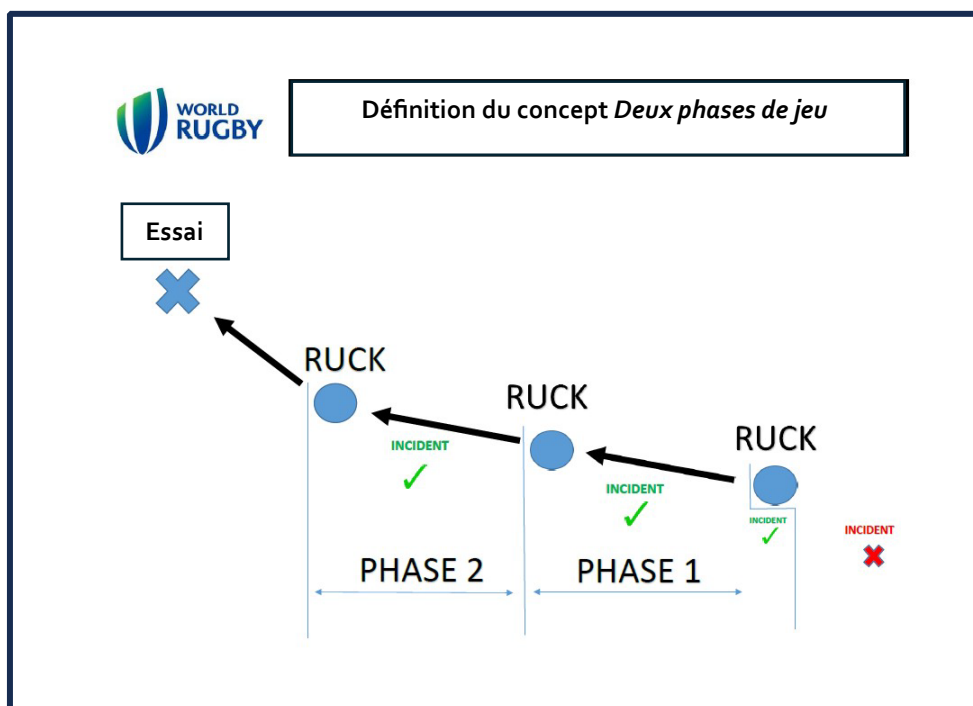 WORLD
RUGBY
Définition du concept Deux phases de jeu
Essai
RUCK
RUCK
RUCK
INCIDENT
INCIDENT
INCIDENT
INCIDENT
PHASE 2
PHASE 1